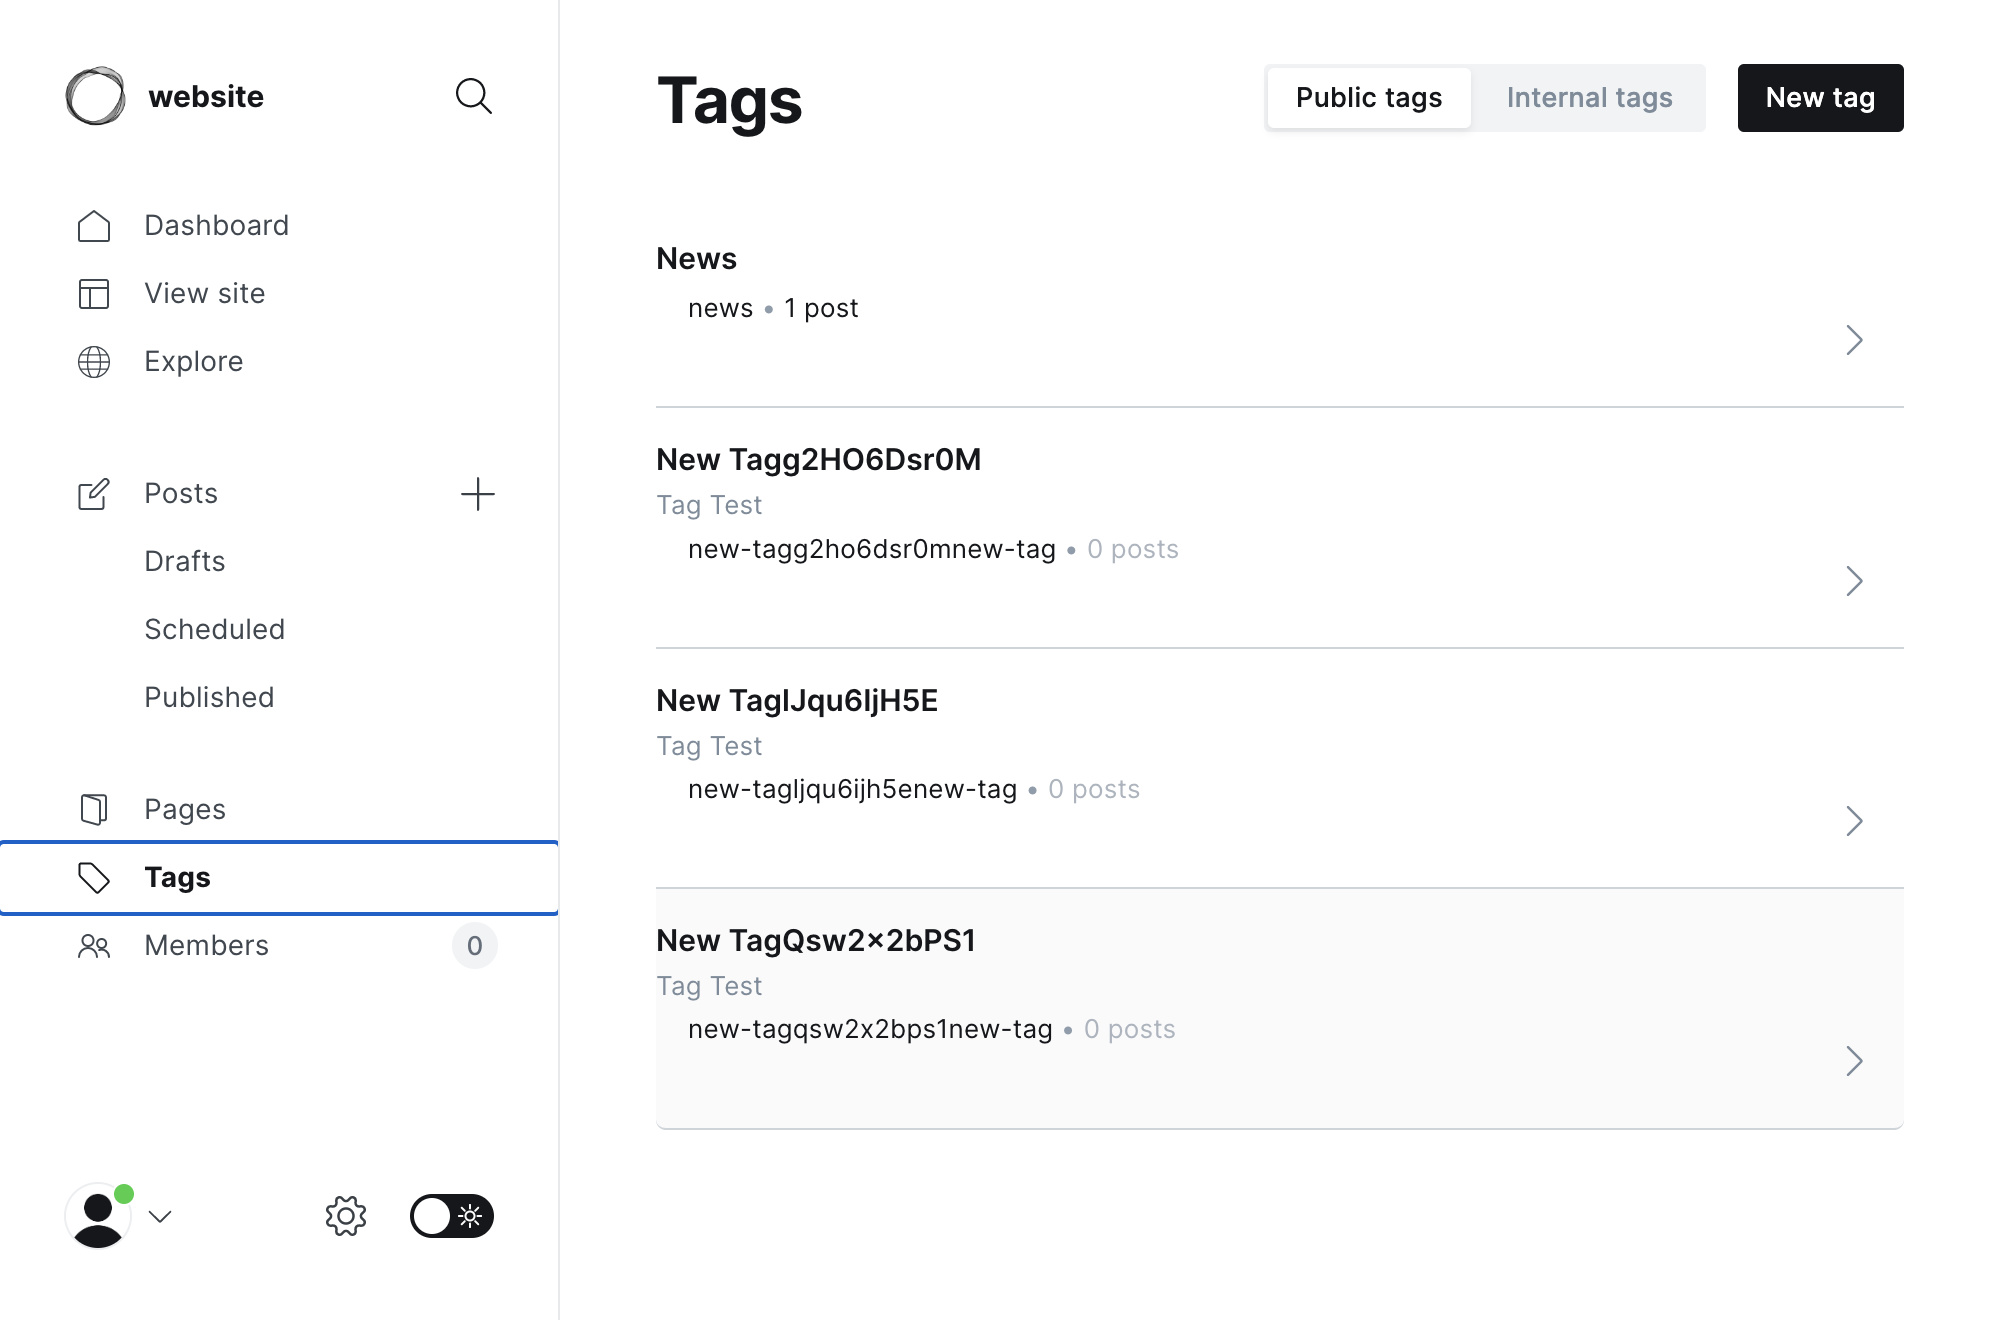 website
Dashboard
View site
Explore
Posts
Drafts
Scheduled
Published
Pages
Tags
Members 0
Tags
Public tags Internal tags New tag
News
news • 1 post
New Tagg2HO6Dsr0M
Tag Test
new-tagg2ho6dsr0mnew-tag • 0 posts
New TagIJqu6IjH5E
Tag Test
new-tagijqu6ijh5enew-tag • 0 posts
New TagQsw2×2bPS1
Tag Test
new-tagqsw2x2bps1new-tag • 0 posts